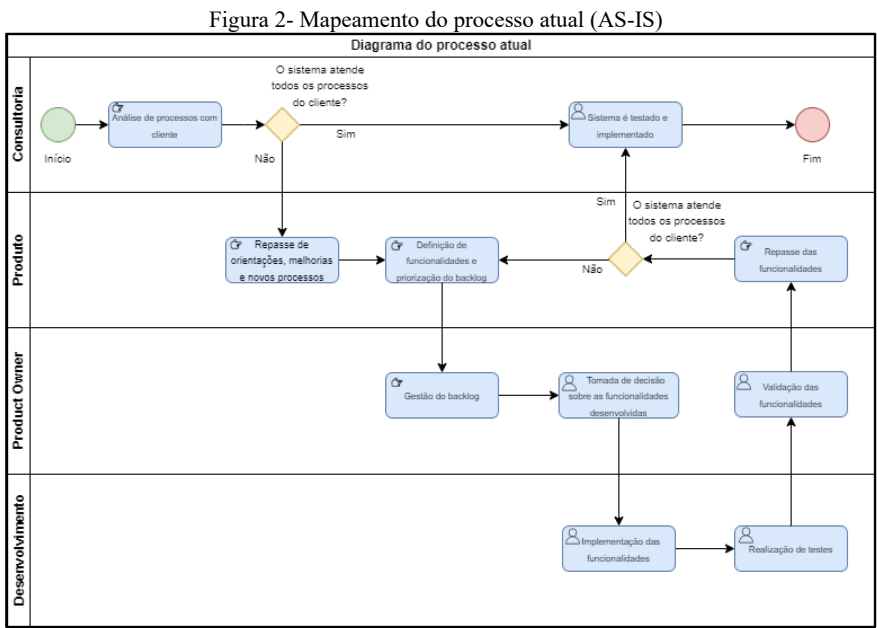 Figura 2- Mapeamento do processo atual (AS-IS)
Diagrama do processo atual
Consultoria
O sistema atende
todos os processos
do cliente?
Análise de processos com
cliente
Sistema é testado e
implementado
Início
Sim
Não
Fim
Produto
Sim
O sistema atende
todos os processos
do cliente?
Repasse de
orientações, melhorias
e novos processos
Definição de
funcionalidades e
priorização do backlog
Não
Repasse das
funcionalidades
Product Owner
Gestão do backlog
Tomada de decisão
sobre as funcionalidades
desenvolvidas
Validação das
funcionalidades
Desenvolvimento
Implementação das
funcionalidades
Realização de testes